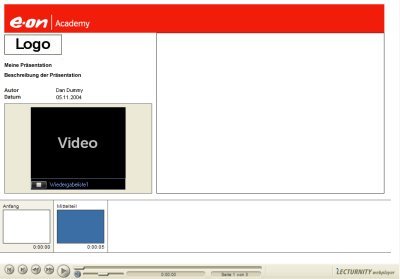 e·on | Academy
Logo
Meine Präsentation
Beschreibung der Präsentation
Autor Dan Dummy
Datum 05.11.2004
Video
Wiedergabeliste1
Anfang Mittelteil
0:00:00 0:00:05
0:00:00 Seite 1 von 3 LECTURNITY webplayer